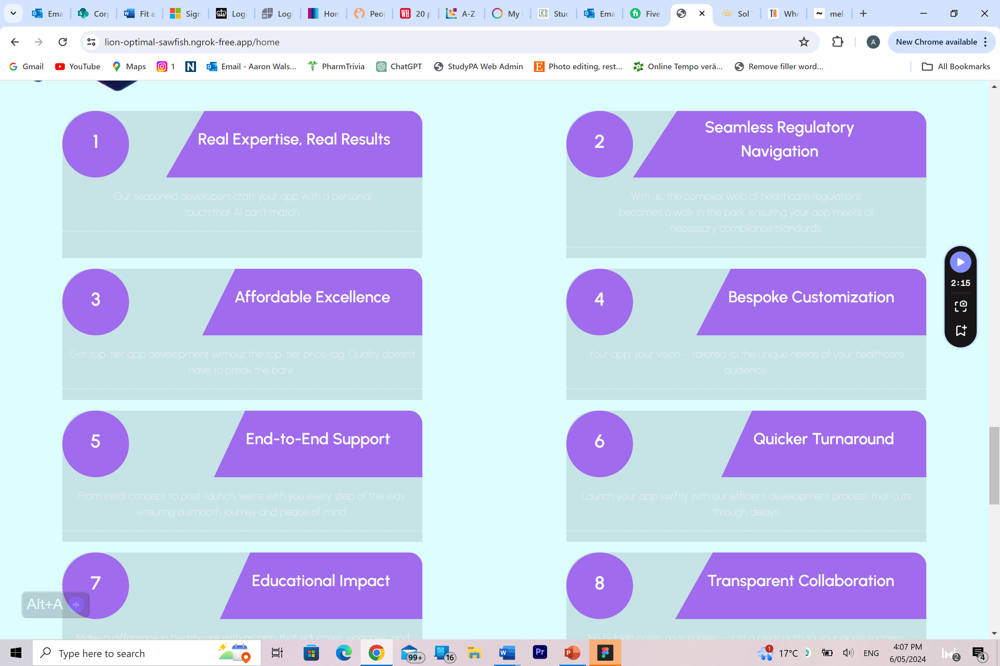 Ema
Corp
Fit a
Sign
Logi
Logi
Hon
Peo
WH
20 p
A-Z
My
Stuc
Ema
fi
Five
Sol
TR
Whe
mel
lion-optimal-sawfish.ngrok-free.app/home
A
New Chrome available
Gmail
YouTube
Maps
1
N
Email - Aaron Wals...
PharmTrivia
ChatGPT
StudyPA Web Admin
E
Photo editing, rest...
Online Tempo verä...
Remove filler word...
All Bookmarks
1
Real Expertise, Real Results
Our seasoned developers craft your app with a personal
touch that AI can't match.
2
Seamless Regulatory
Navigation
With us, the complex web of healthcare regulations
becomes a walk in the park, ensuring your app meets all
necessary compliance standards.
3
Affordable Excellence
Get top-tier app development without the top-tier price tag. Quality doesn't
have to break the bank.
4
Bespoke Customization
Your app, your vision – tailored to the unique needs of your healthcare
audience.
2:15
5
End-to-End Support
From initial concept to post-launch, we're with you every step of the way,
ensuring a smooth journey and peace of mind.
6
Quicker Turnaround
Launch your app swiftly with our efficient development process that cuts
through delays.
7
Educational Impact
Make a difference in healthcare with an app that educates, engages, and
8
Transparent Collaboration
No hidden costs, no surprises – just a clear path to your app's success.
Alt+A
Type here to search
99+
16
W
Pr
P
1
17°C
ENG
4:07 PM
6/05/2024
2
4